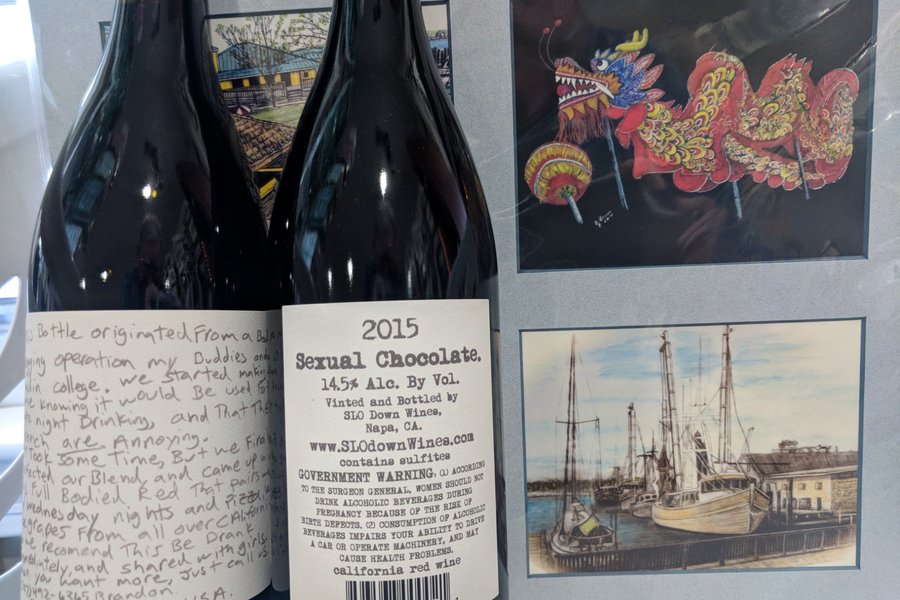 Bottle originated From a
operation my Buddies and
in college. we started making
knowing it would Be used for
night Drinking, and That The
are Annoying.
Took some Time, But we Finally
our Blend and came up
Full Bodied Red That pairs
wednesday nights and Pizza
grapes From all over California
recomend This Be Drank
and shared with girls
you want more, just call us
492-6365 Brandon
U.S.A.
2015
Sexual Chocolate.
14.5% Alc. By Vol.
Vinted and Bottled by
SLO Down Wines,
Napa, CA.
www.SLOdownWines.com
contains sulfites
GOVERNMENT WARNING. (1) ACCORDING
TO THE SURGEON GENERAL, WOMEN SHOULD NOT
DRINK ALCOHOLIC BEVERAGES DURING
PREGNANCY BECAUSE OF THE RISK OF
BIRTH DEFECTS. (2) CONSUMPTION OF ALCOHOLIC
BEVERAGES IMPAIRS YOUR ABILITY TO DRIVE
A CAR OR OPERATE MACHINERY, AND MAY
CAUSE HEALTH PROBLEMS.
california red wine